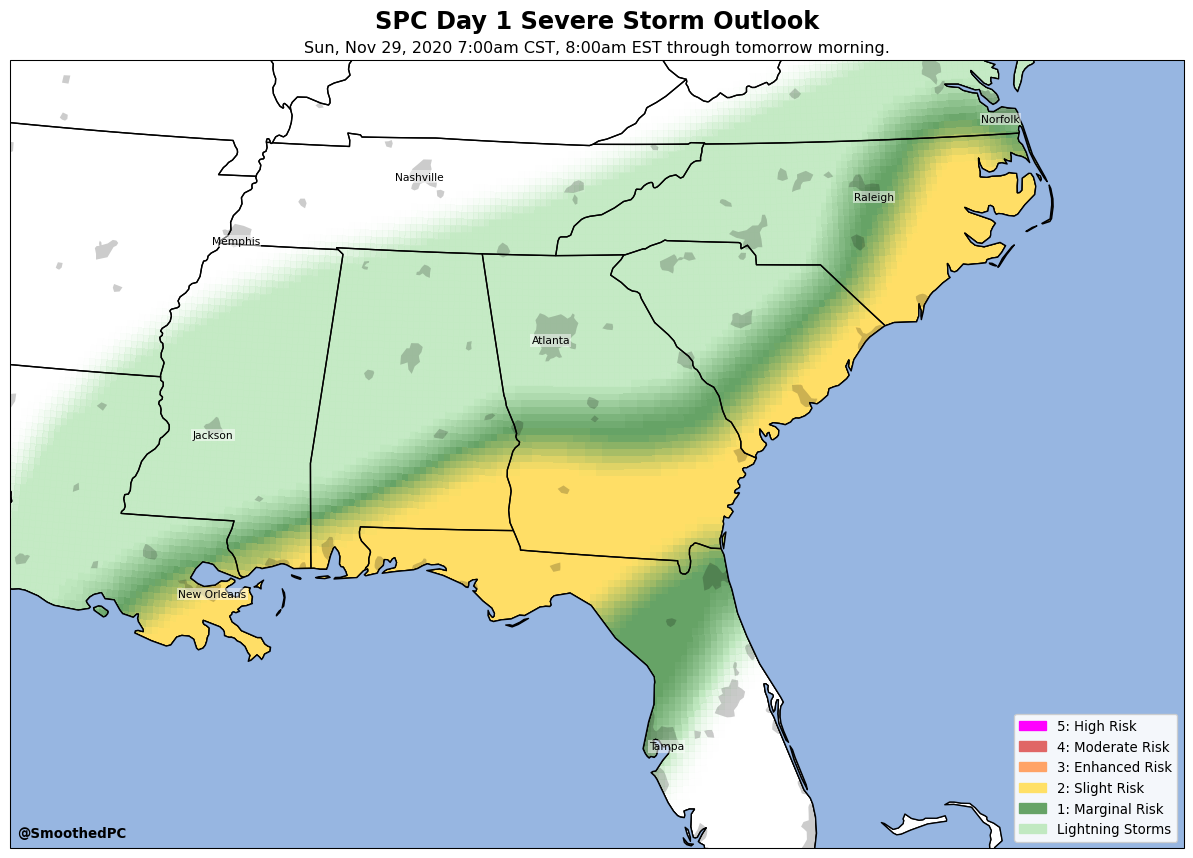 SPC Day 1 Severe Storm Outlook
Sun, Nov 29, 2020 7:00am CST, 8:00am EST through tomorrow morning.
Norfolk
Nashville
Raleigh
Memphis
Atlanta
Jackson
New Orleans
Tampa
5: High Risk
4: Moderate Risk
3: Enhanced Risk
2: Slight Risk
1: Marginal Risk
Lightning Storms
@SmoothedPC